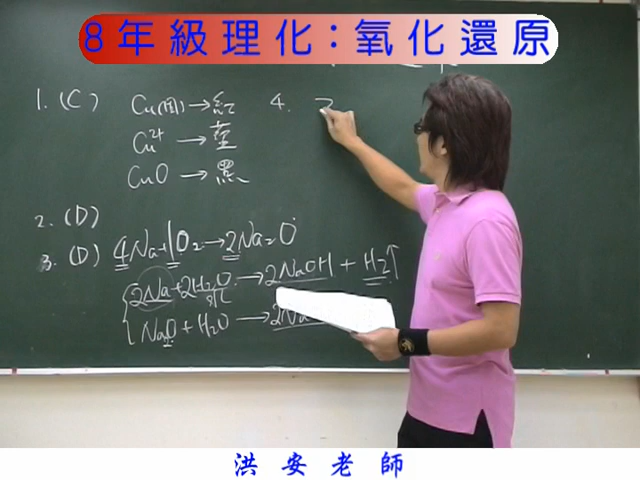 8年級理化：氧化還原
1. (C) Cu(銅)→紅 4.
Cu²⁺→藍
CuO→黑
2. (D)
3. (D) 4Na+1O₂→2Na₂O
2Na+2H₂O→2NaOH+H₂↑
Na₂O+H₂O→2Na
洪安老師